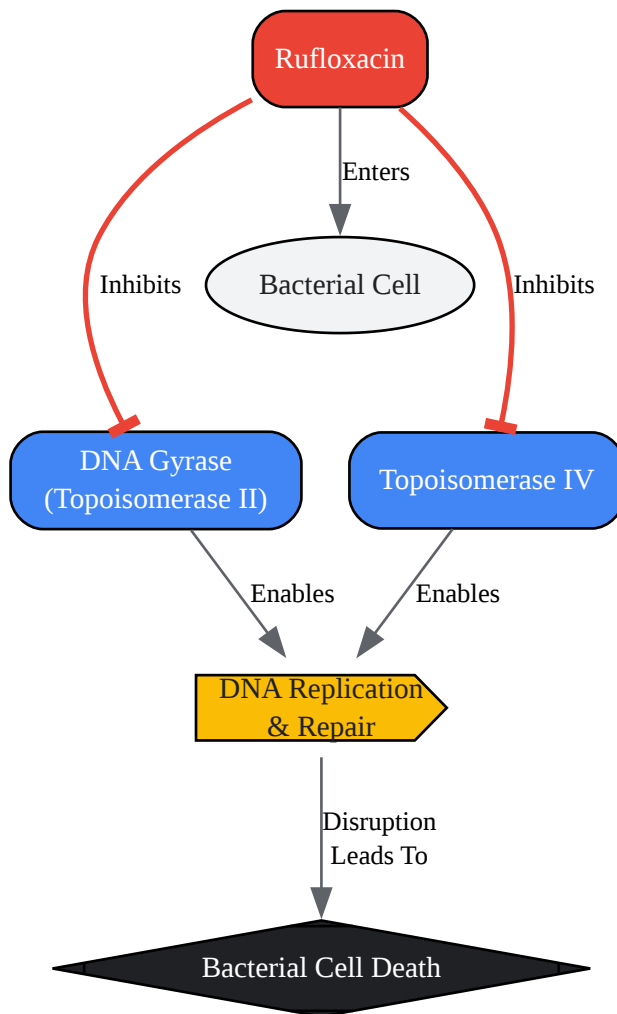 Rufloxacin
Enters
Inhibits
Bacterial Cell
Inhibits
DNA Gyrase
(Topoisomerase II)
Topoisomerase IV
Enables
Enables
DNA Replication
& Repair
Disruption
Leads To
Bacterial Cell Death